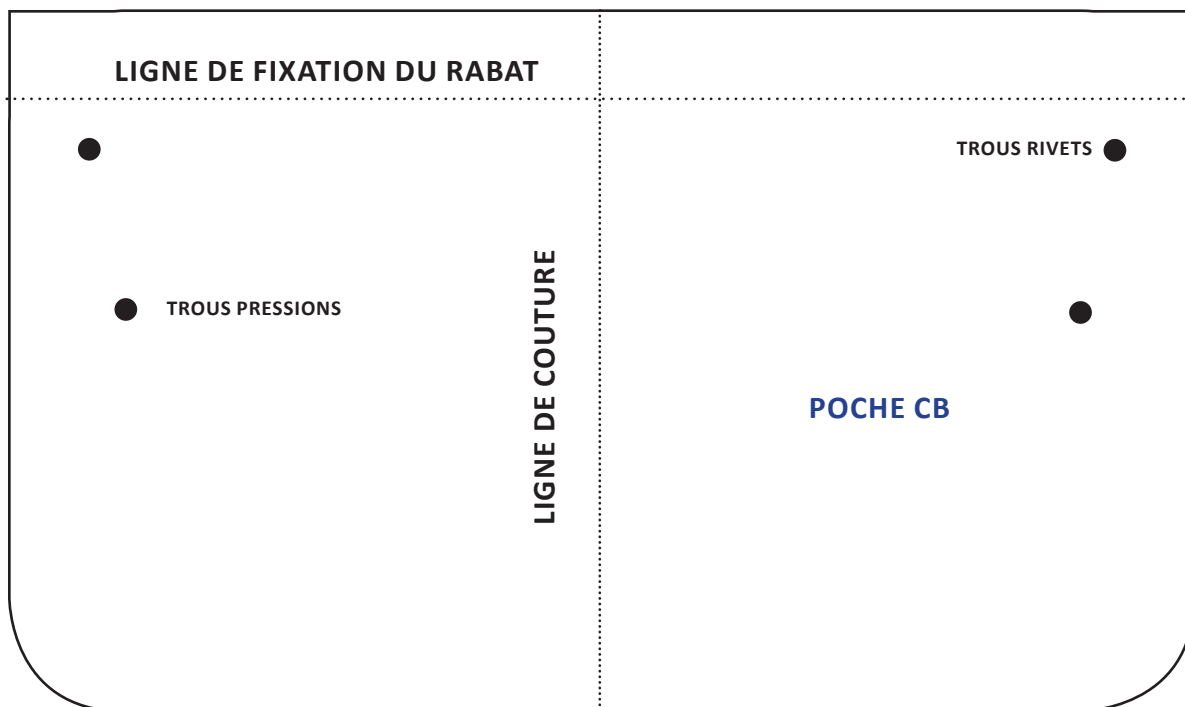 LIGNE DE FIXATION DU RABAT
TROUS RIVETS
TROUS PRESSIONS
LIGNE DE COUTURE
POCHE CB